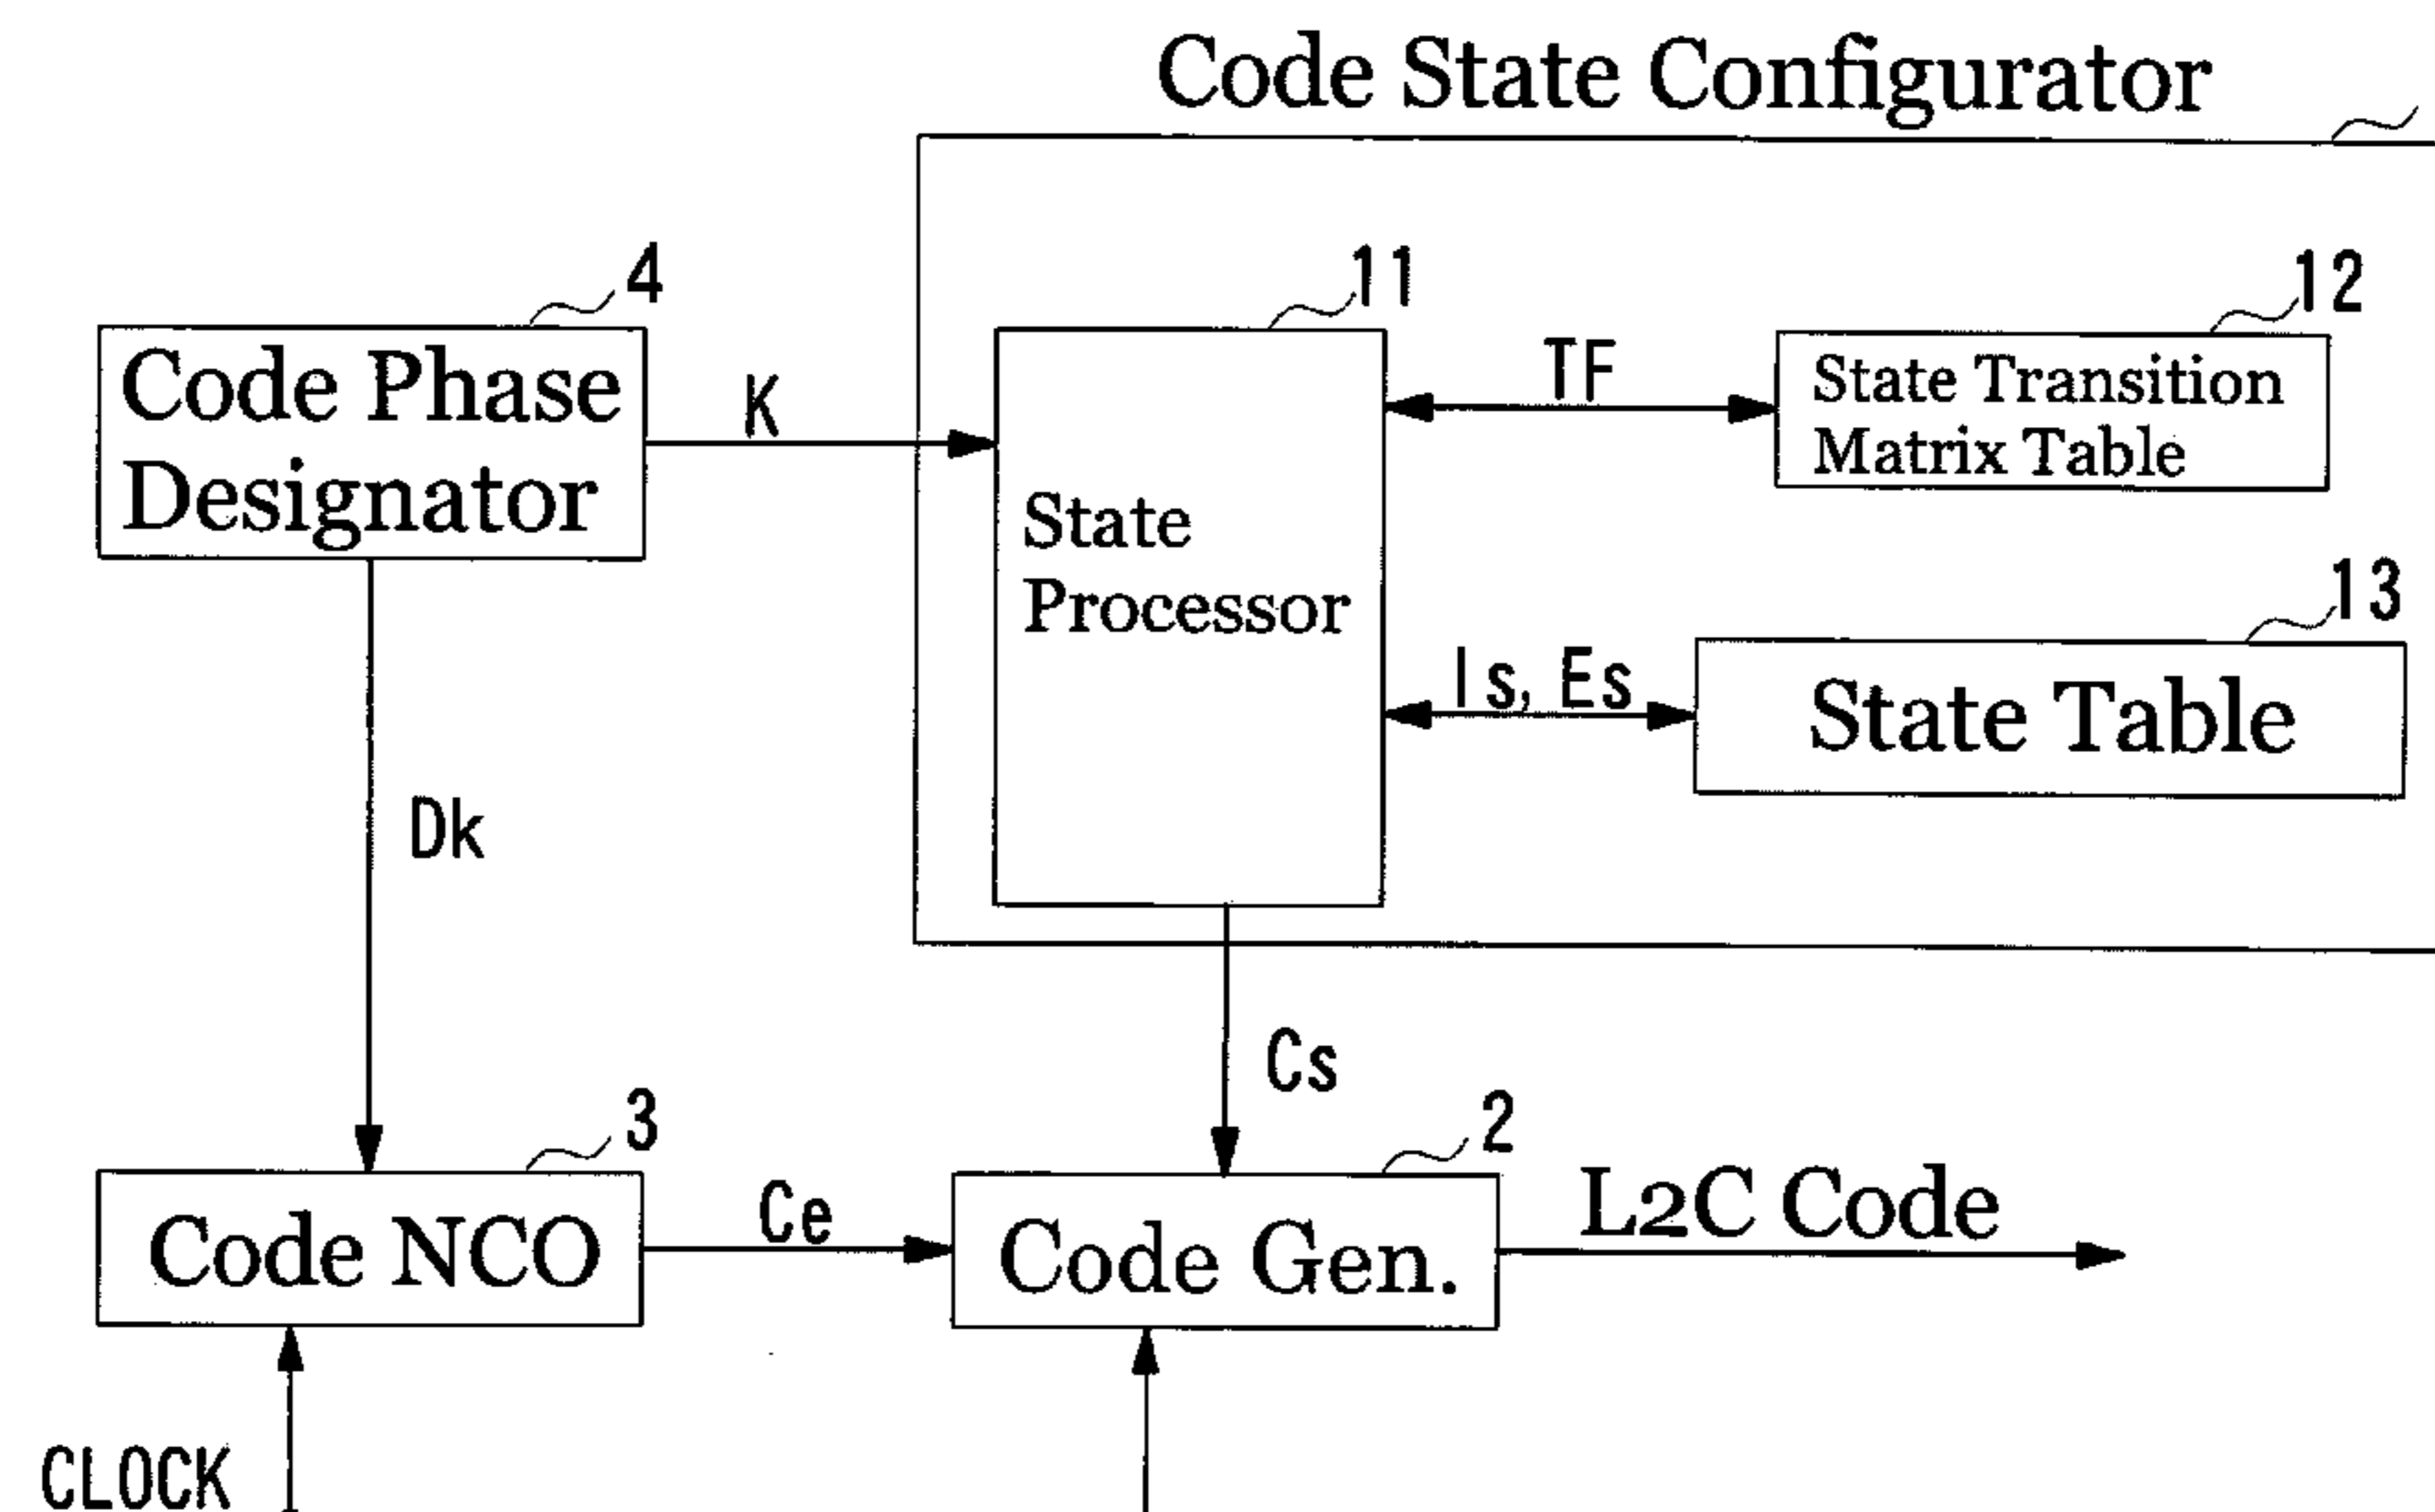 Code State Configurator
4
11
12
Code Phase
Designator
K
TF
State Transition
Matrix Table
State
Processor
13
Is, Es
State Table
Dk
Cs
3
2
Code NCO
Ce
Code Gen.
L2C Code
CLOCK